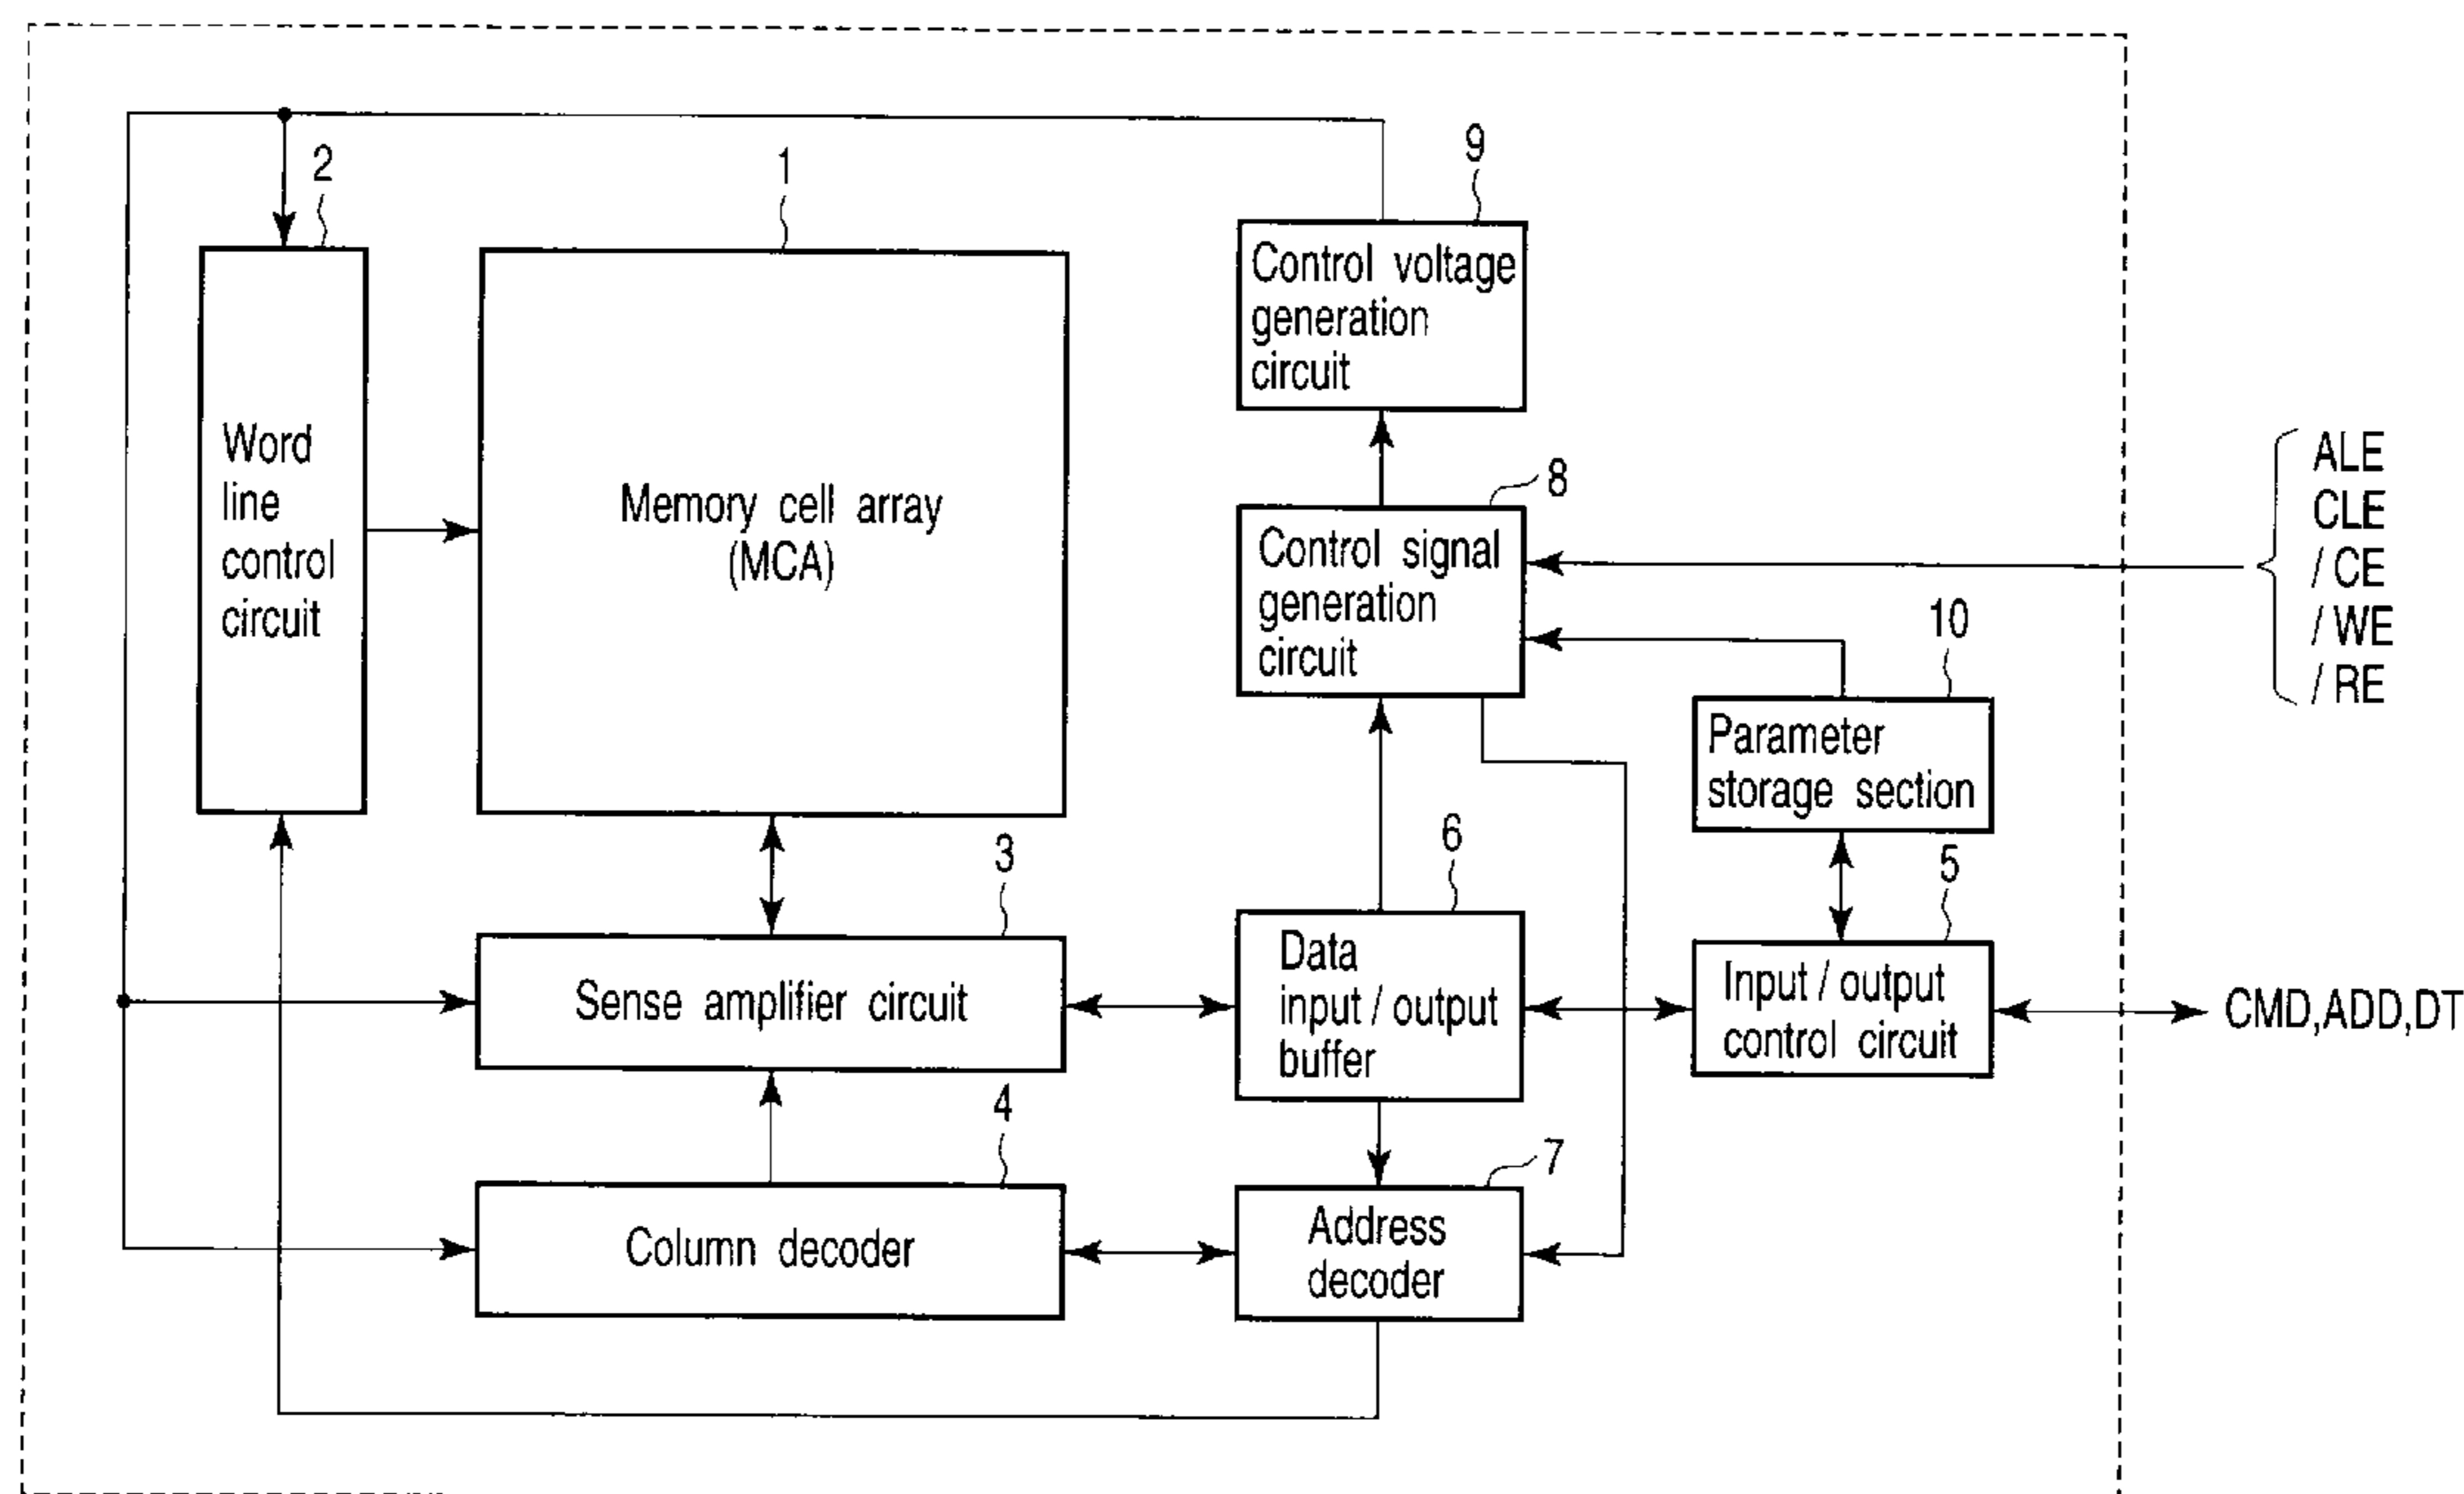 2
1
9
Word
line
control
circuit
Memory cell array
(MCA)
Control voltage
generation
circuit
8
Control signal
generation
circuit
ALE
CLE
/ CE
/ WE
/ RE
10
Parameter
storage section
3
6
5
Sense amplifier circuit
Data
input / output
buffer
Input / output
control circuit
CMD,ADD,DT
4
7
Column decoder
Address
decoder